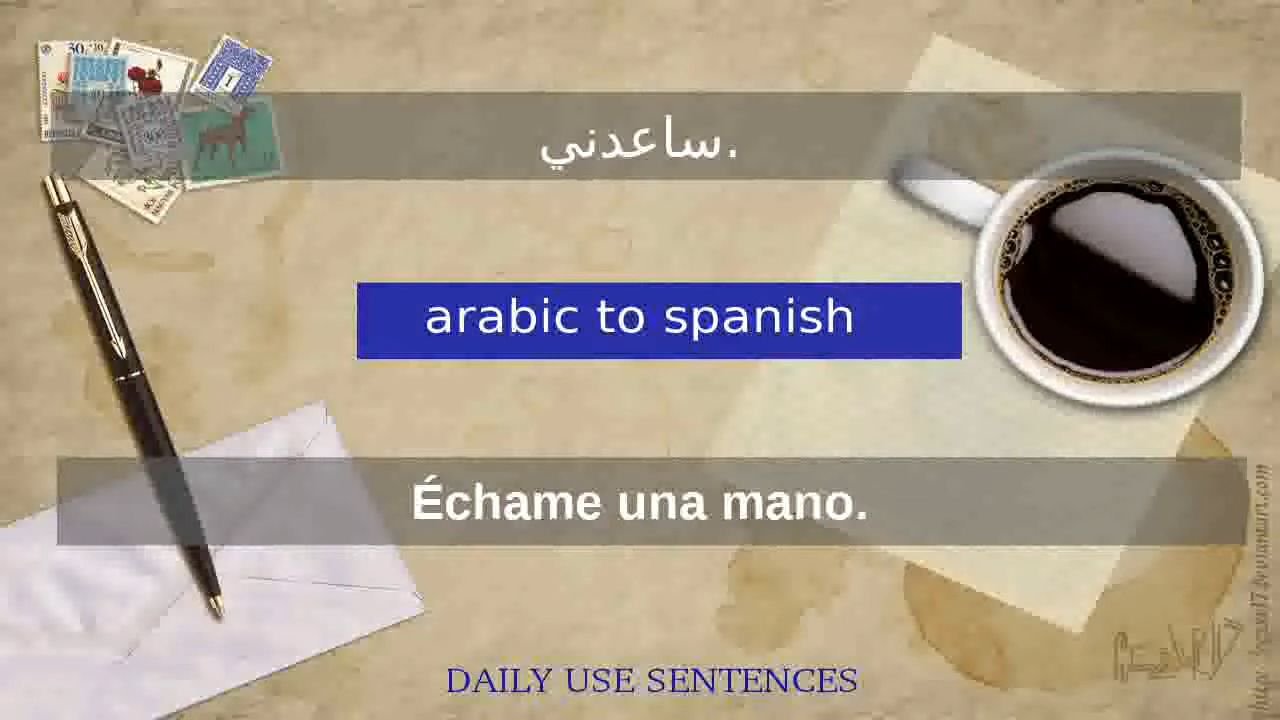 ساعدني.
arabic to spanish
Échame una mano.
DAILY USE SENTENCES